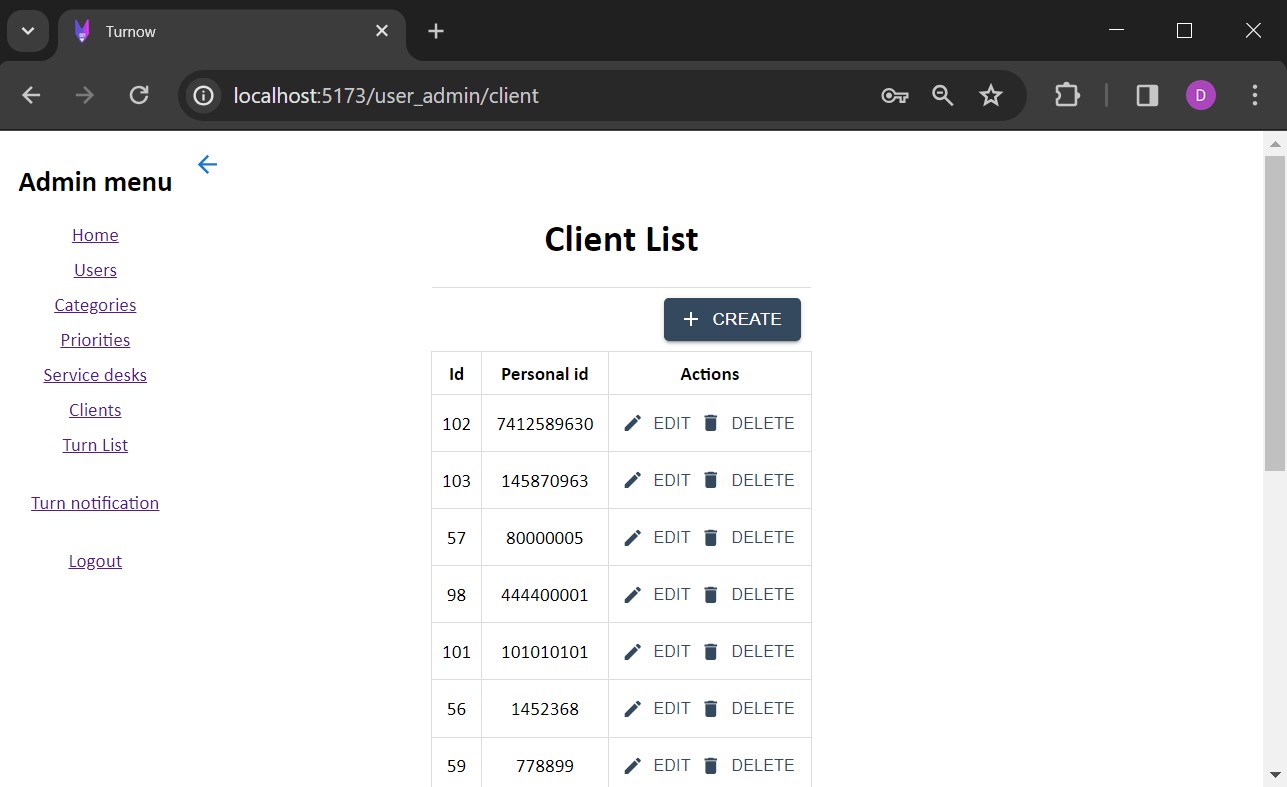 Turnow
localhost:5173/user_admin/client
D
Admin menu
Home
Users
Categories
Priorities
Service desks
Clients
Turn List
Turn notification
Logout
Client List
CREATE
Id Personal id Actions
102 7412589630 EDIT DELETE
103 145870963 EDIT DELETE
57 80000005 EDIT DELETE
98 444400001 EDIT DELETE
101 101010101 EDIT DELETE
56 1452368 EDIT DELETE
59 778899 EDIT DELETE